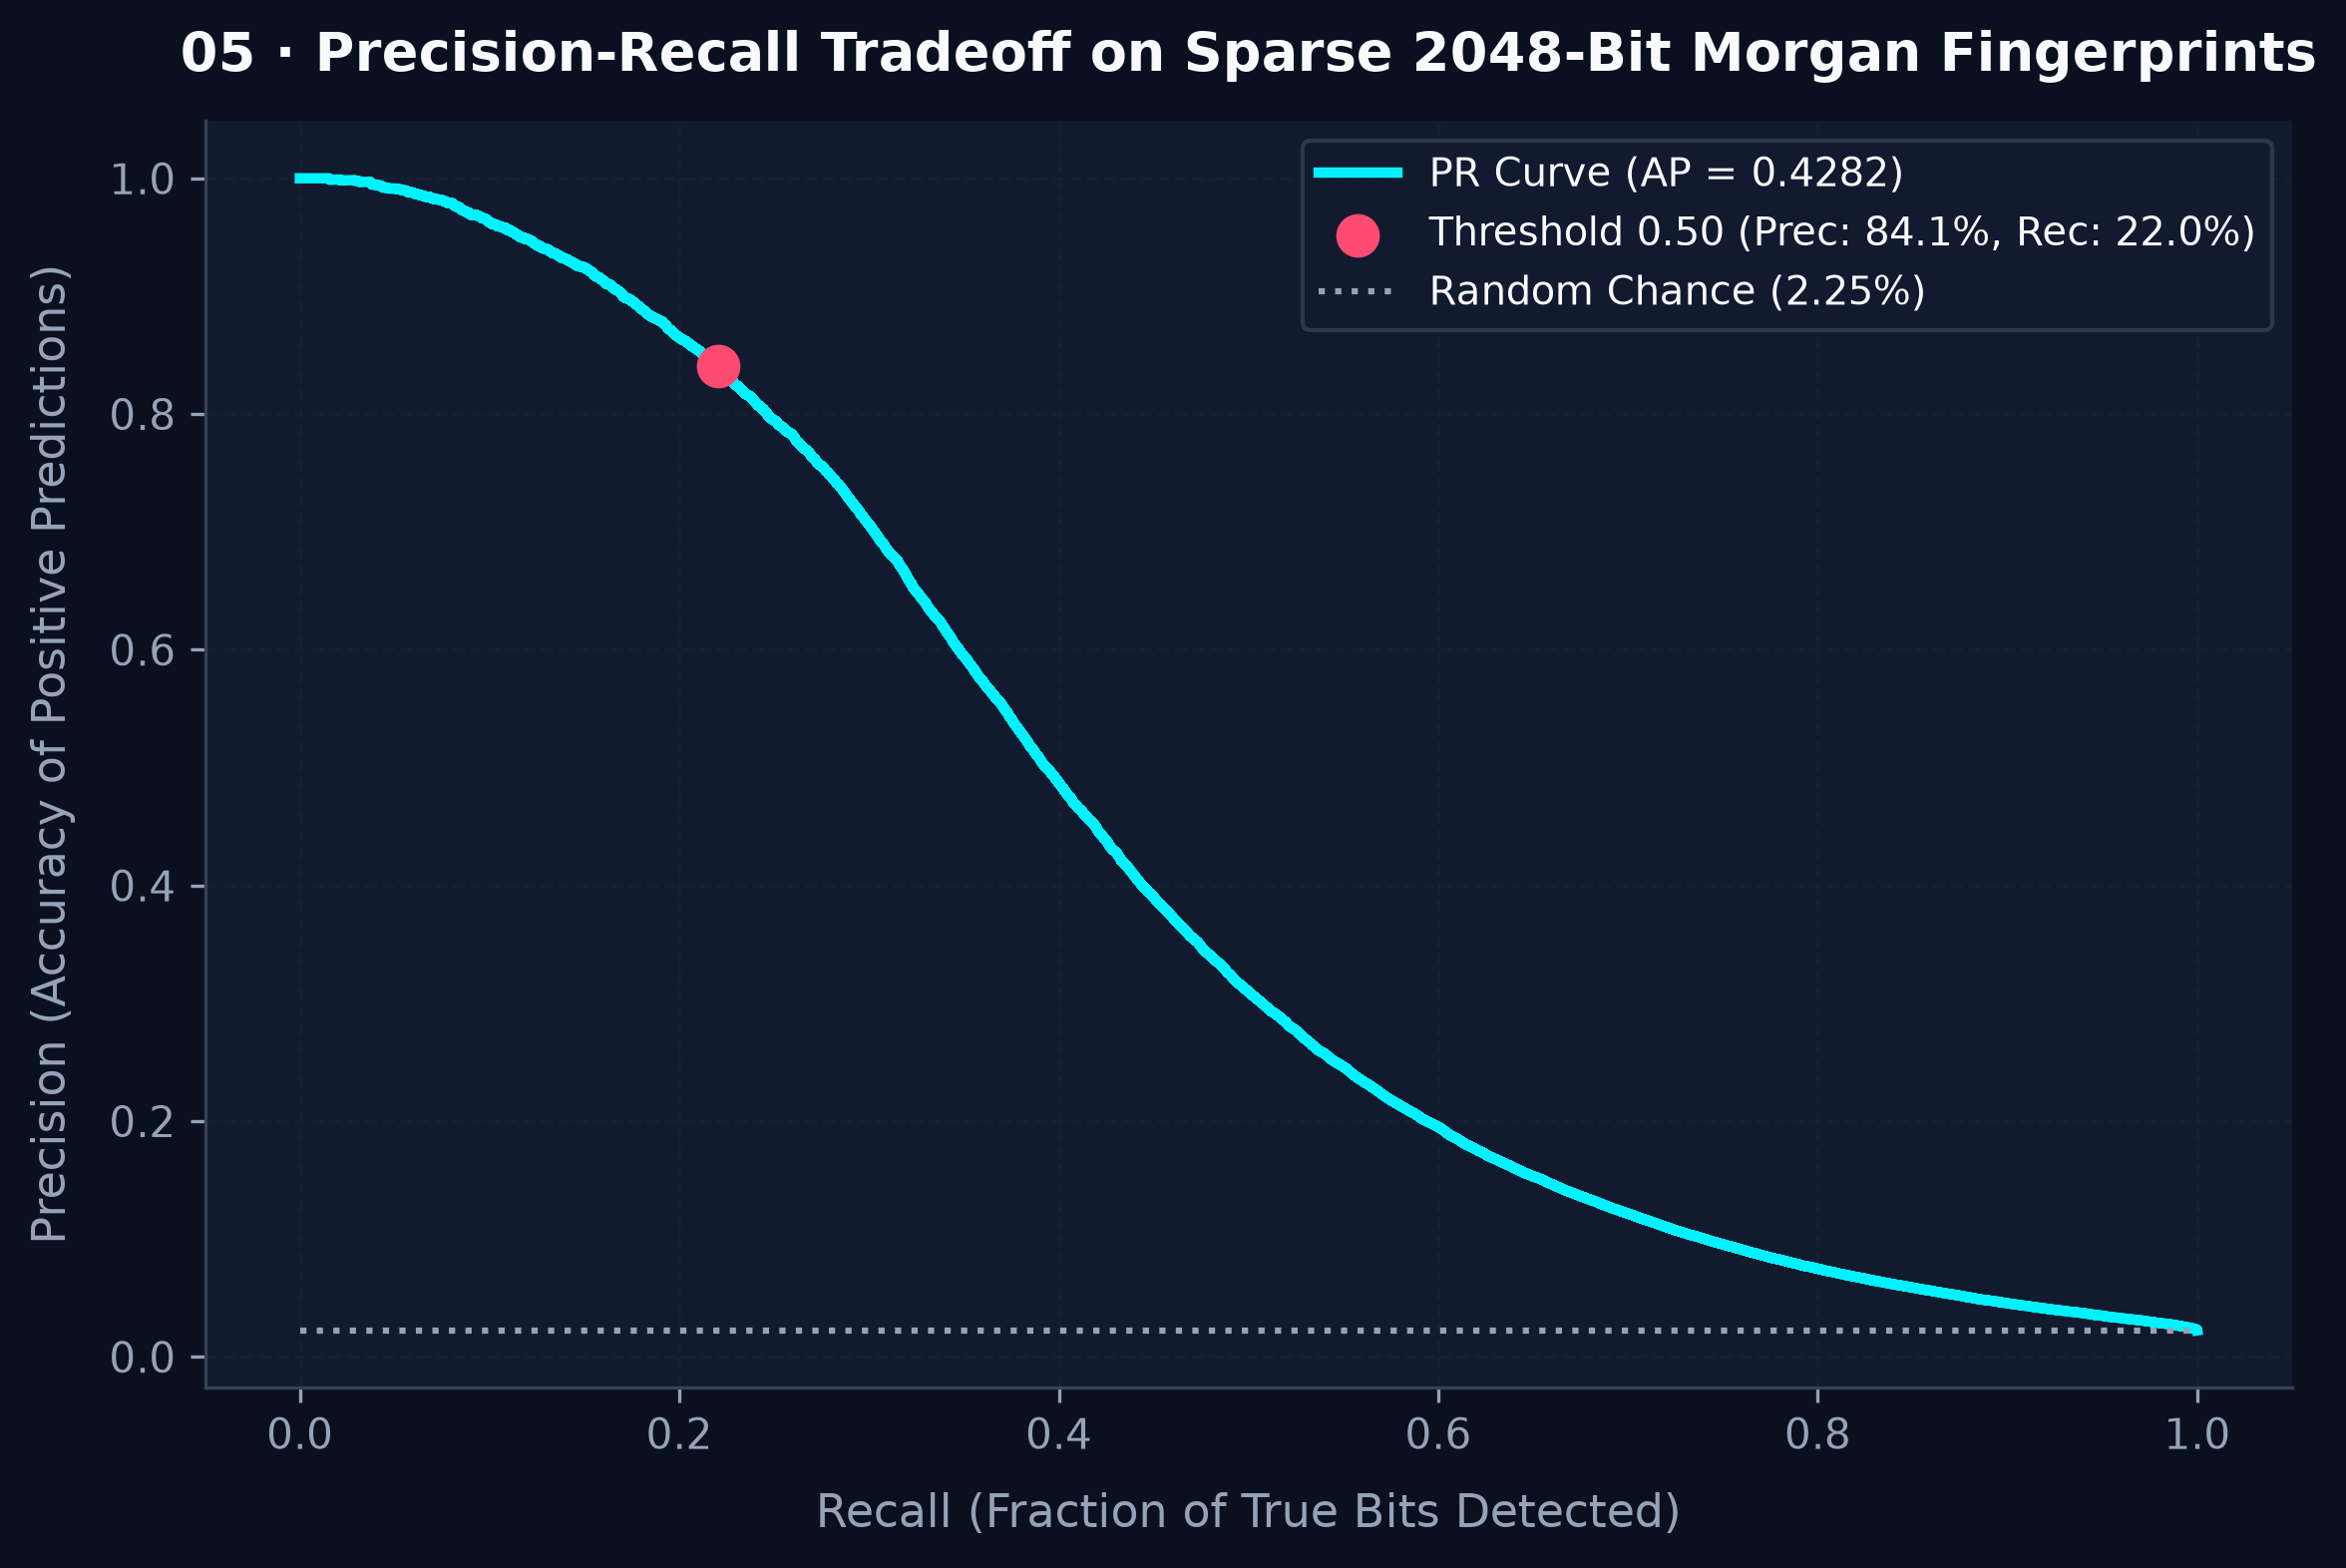 05 · Precision-Recall Tradeoff on Sparse 2048-Bit Morgan Fingerprints
PR Curve (AP = 0.4282)
Threshold 0.50 (Prec: 84.1%, Rec: 22.0%)
Random Chance (2.25%)
Precision (Accuracy of Positive Predictions)
1.0
0.8
0.6
0.4
0.2
0.0
0.0 0.2 0.4 0.6 0.8 1.0
Recall (Fraction of True Bits Detected)